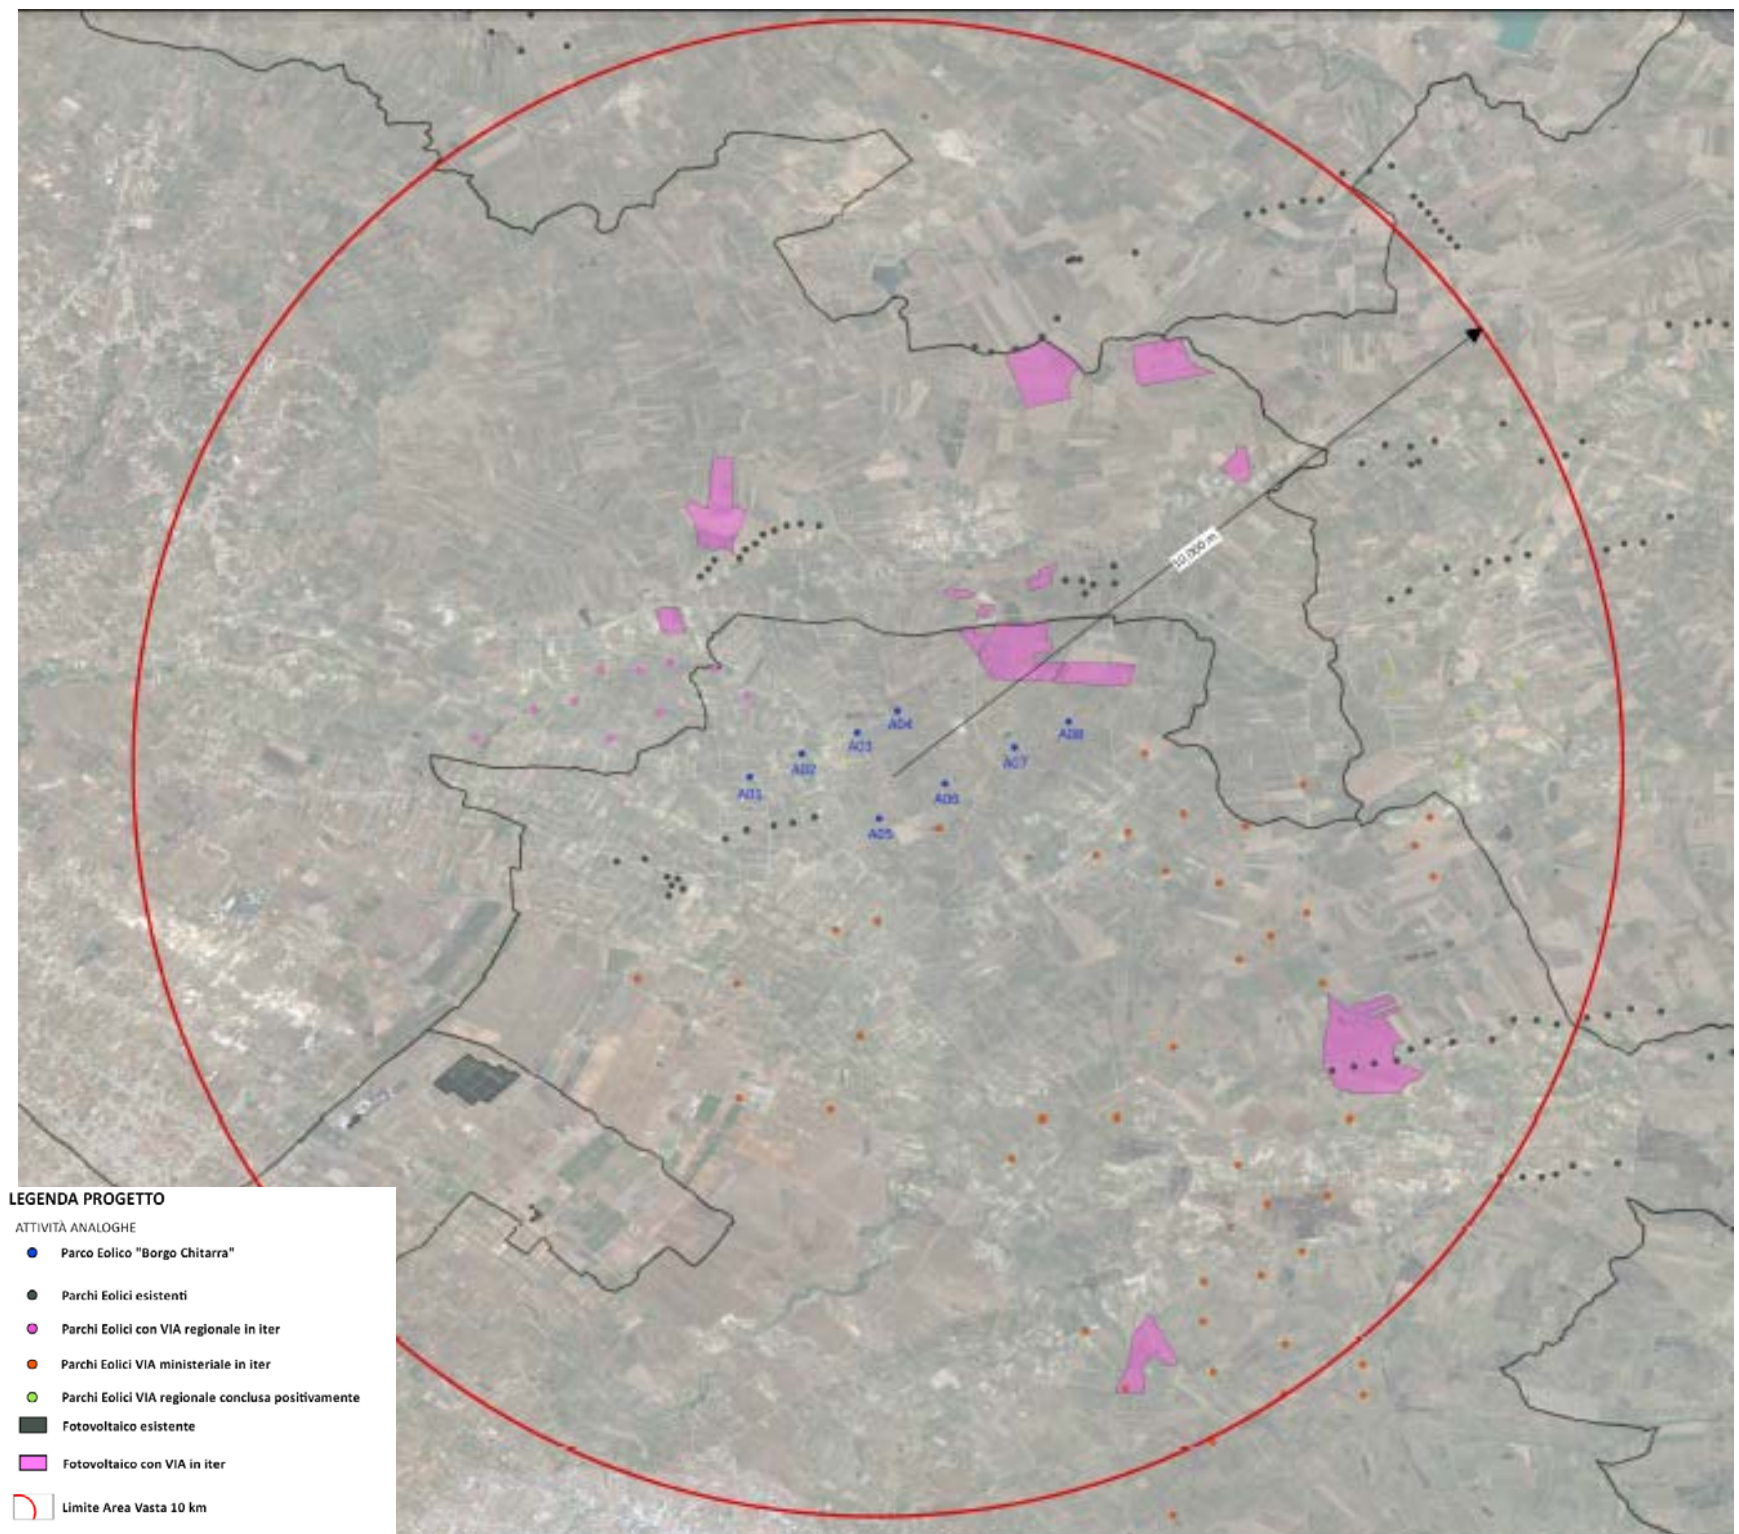 10.000 m
A04
A08
A03
A07
A02
A01
A06
A05
LEGENDA PROGETTO
ATTIVITÀ ANALOGHE
Parco Eolico "Borgo Chitarra"
Parchi Eolici esistenti
Parchi Eolici con VIA regionale in iter
Parchi Eolici VIA ministeriale in iter
Parchi Eolici VIA regionale conclusa positivamente
Fotovoltaico esistente
Fotovoltaico con VIA in iter
Limite Area Vasta 10 km